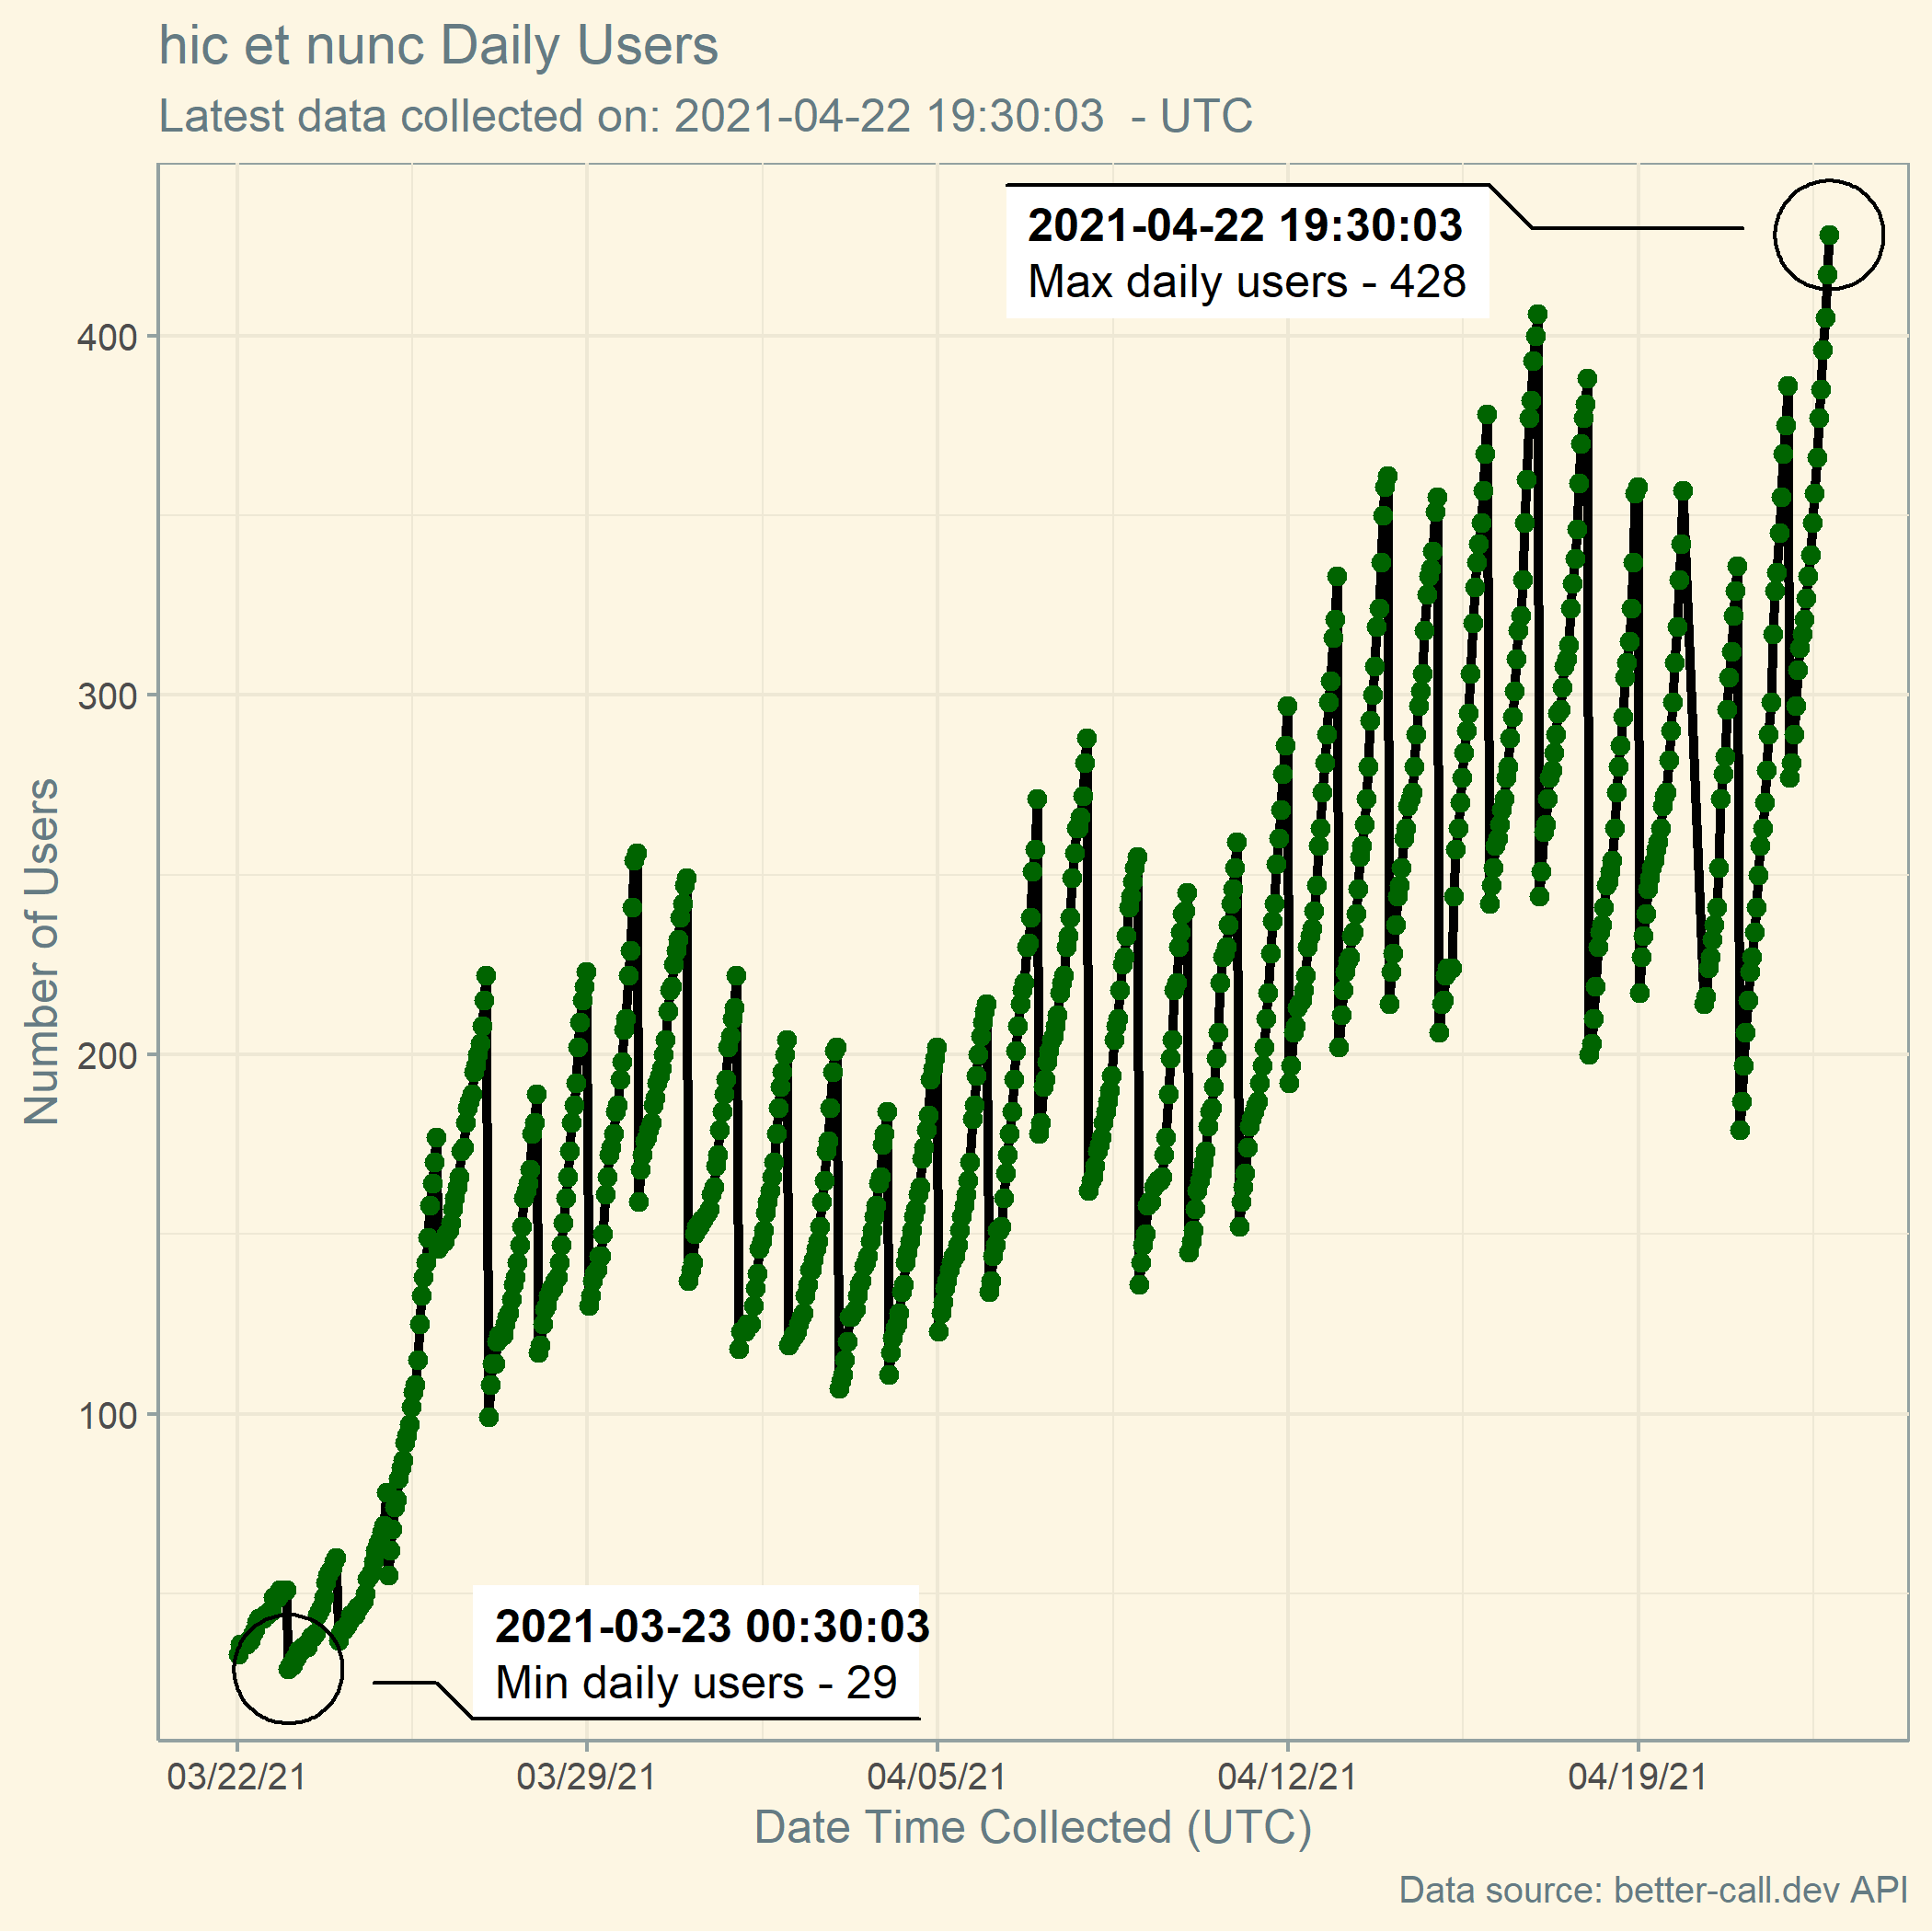 hic et nunc Daily Users
Latest data collected on: 2021-04-22 19:30:03  - UTC
2021-04-22 19:30:03
Max daily users - 428
400
300
200
100
Number of Users
2021-03-23 00:30:03
Min daily users - 29
03/22/21 03/29/21 04/05/21 04/12/21 04/19/21
Date Time Collected (UTC)
Data source: better-call.dev API